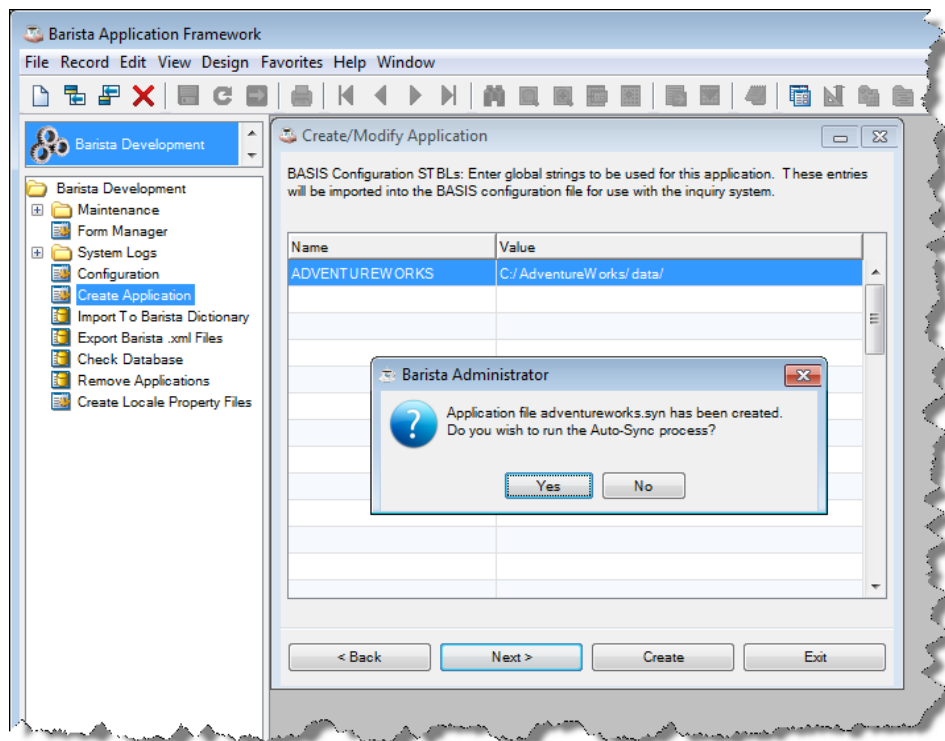 Barista Application Framework
File Record Edit View Design Favorites Help Window
Barista Development
Barista Development
Maintenance
Form Manager
System Logs
Configuration
Create Application
Import To Barista Dictionary
Export Barista .xml Files
Check Database
Remove Applications
Create Locale Property Files
Create/Modify Application
BASIS Configuration STBLs: Enter global strings to be used for this application. These entries
will be imported into the BASIS configuration file for use with the inquiry system.
Name Value
ADVENTUREWORKS C:/AdventureWorks/data/
Barista Administrator
Application file adventureworks.syn has been created.
Do you wish to run the Auto-Sync process?
Yes No
< Back Next > Create Exit